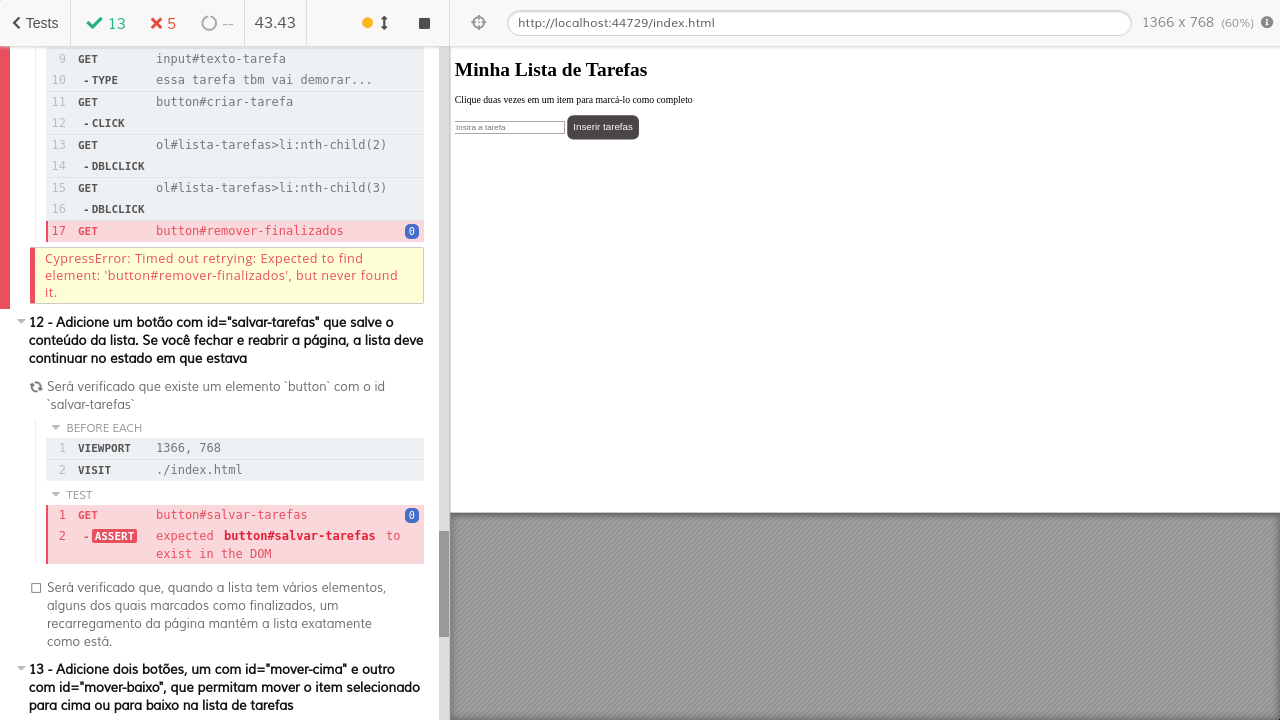 Tests
13
5
--
43.43
http://localhost:44729/index.html
1366 x 768 (60%)
9 GET input#texto-tarefa
10 - TYPE essa tarefa tbm vai demorar...
11 GET button#criar-tarefa
12 - CLICK
13 GET ol#lista-tarefas>li:nth-child(2)
14 - DBLCLICK
15 GET ol#lista-tarefas>li:nth-child(3)
16 - DBLCLICK
17 GET button#remover-finalizados 0
CypressError: Timed out retrying: Expected to find
element: 'button#remover-finalizados', but never found
it.
12 - Adicione um botão com id="salvar-tarefas" que salve o
conteúdo da lista. Se você fechar e reabrir a página, a lista deve
continuar no estado em que estava
Será verificado que existe um elemento `button` com o id
`salvar-tarefas`
BEFORE EACH
1 VIEWPORT 1366, 768
2 VISIT ./index.html
TEST
1 GET button#salvar-tarefas 0
2 - ASSERT expected button#salvar-tarefas to
exist in the DOM
Será verificado que, quando a lista tem vários elementos,
alguns dos quais marcados como finalizados, um
recarregamento da página mantém a lista exatamente
como está.
13 - Adicione dois botões, um com id="mover-cima" e outro
com id="mover-baixo", que permitam mover o item selecionado
para cima ou para baixo na lista de tarefas
Minha Lista de Tarefas
Clique duas vezes em um item para marcá-lo como completo
Insira a tarefa
Inserir tarefas